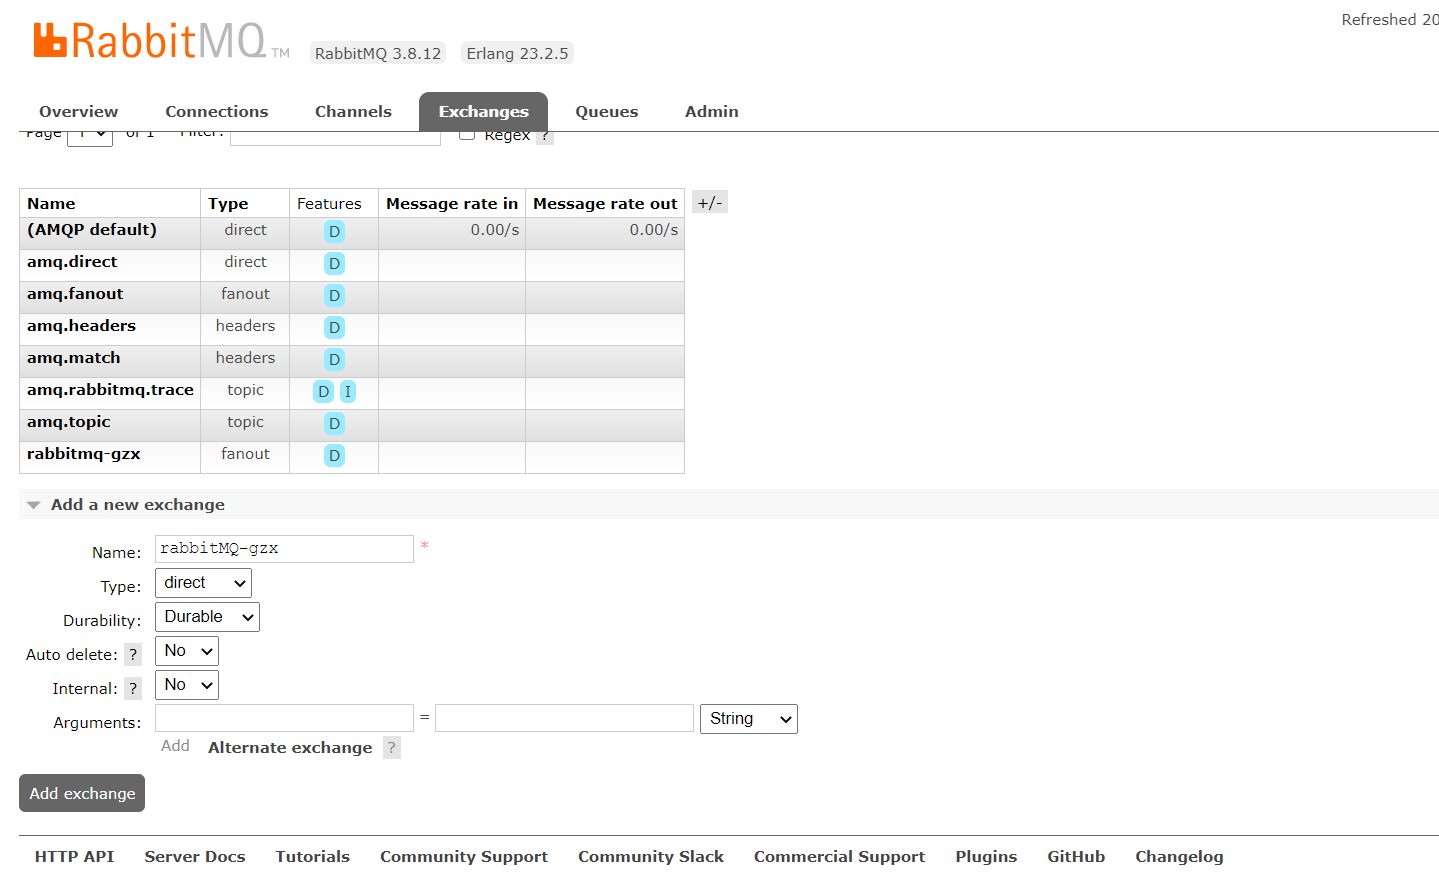 RabbitMQ TM RabbitMQ 3.8.12 Erlang 23.2.5
Refreshed 20
Overview Connections Channels Exchanges Queues Admin
Page 1 of 1 Filter: Regex ?
Name Type Features Message rate in Message rate out +/-
(AMQP default) direct D 0.00/s 0.00/s
amq.direct direct D
amq.fanout fanout D
amq.headers headers D
amq.match headers D
amq.rabbitmq.trace topic D I
amq.topic topic D
rabbitmq-gzx fanout D
Add a new exchange
Name: rabbitMQ-gzx *
Type: direct
Durability: Durable
Auto delete: ? No
Internal: ? No
Arguments: = String
Add Alternate exchange ?
Add exchange
HTTP API Server Docs Tutorials Community Support Community Slack Commercial Support Plugins GitHub Changelog